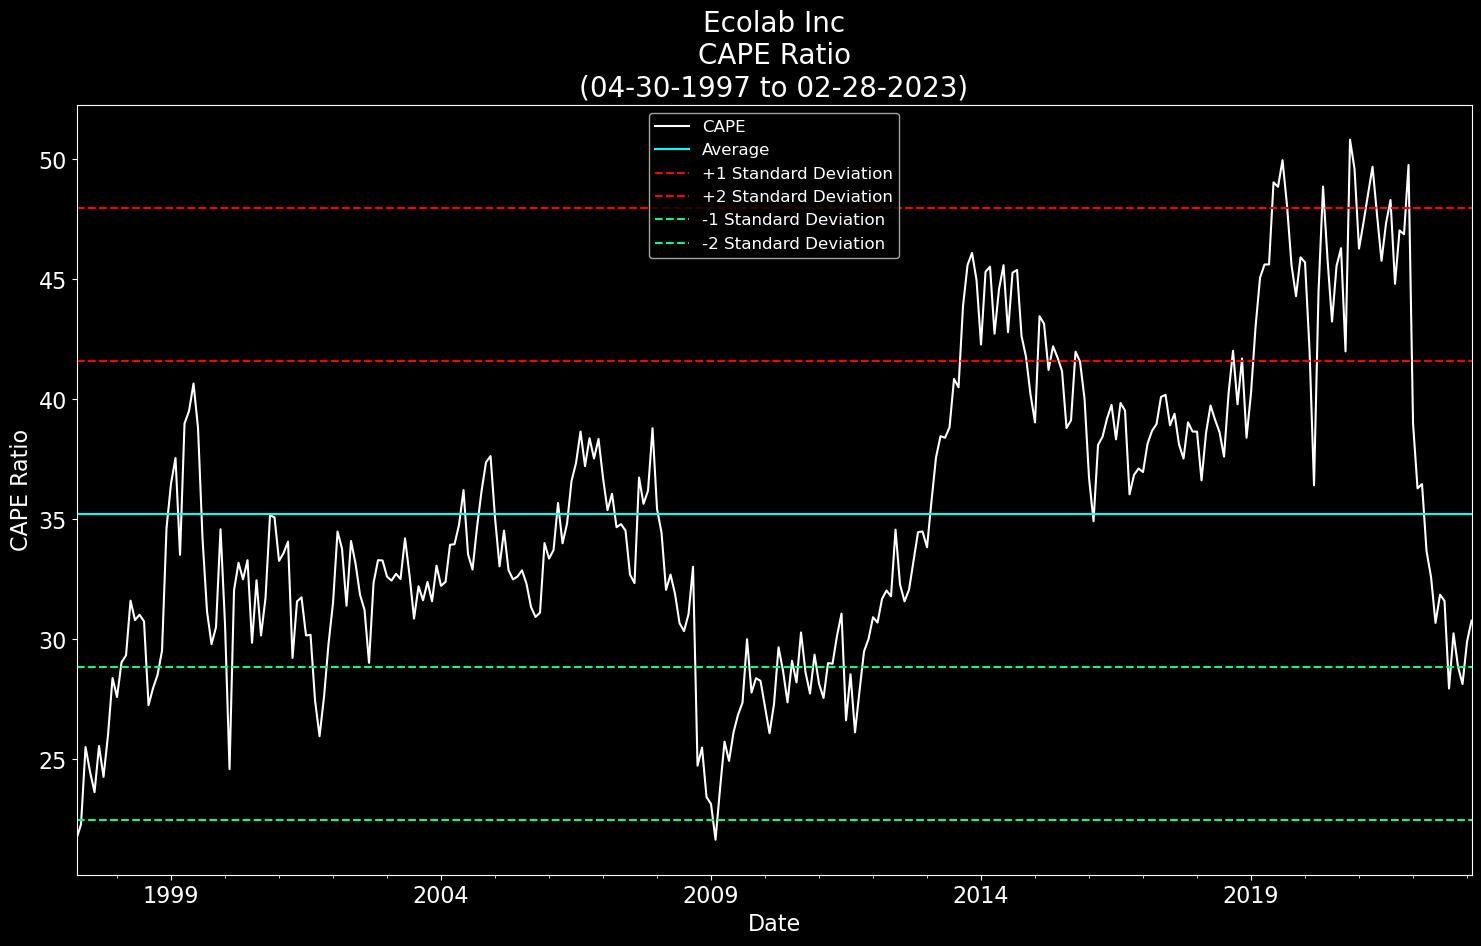 Ecolab Inc
CAPE Ratio
(04-30-1997 to 02-28-2023)
CAPE
Average
+1 Standard Deviation
+2 Standard Deviation
-1 Standard Deviation
-2 Standard Deviation
50
45
40
35
30
25
CAPE Ratio
1999 2004 2009 2014 2019
Date